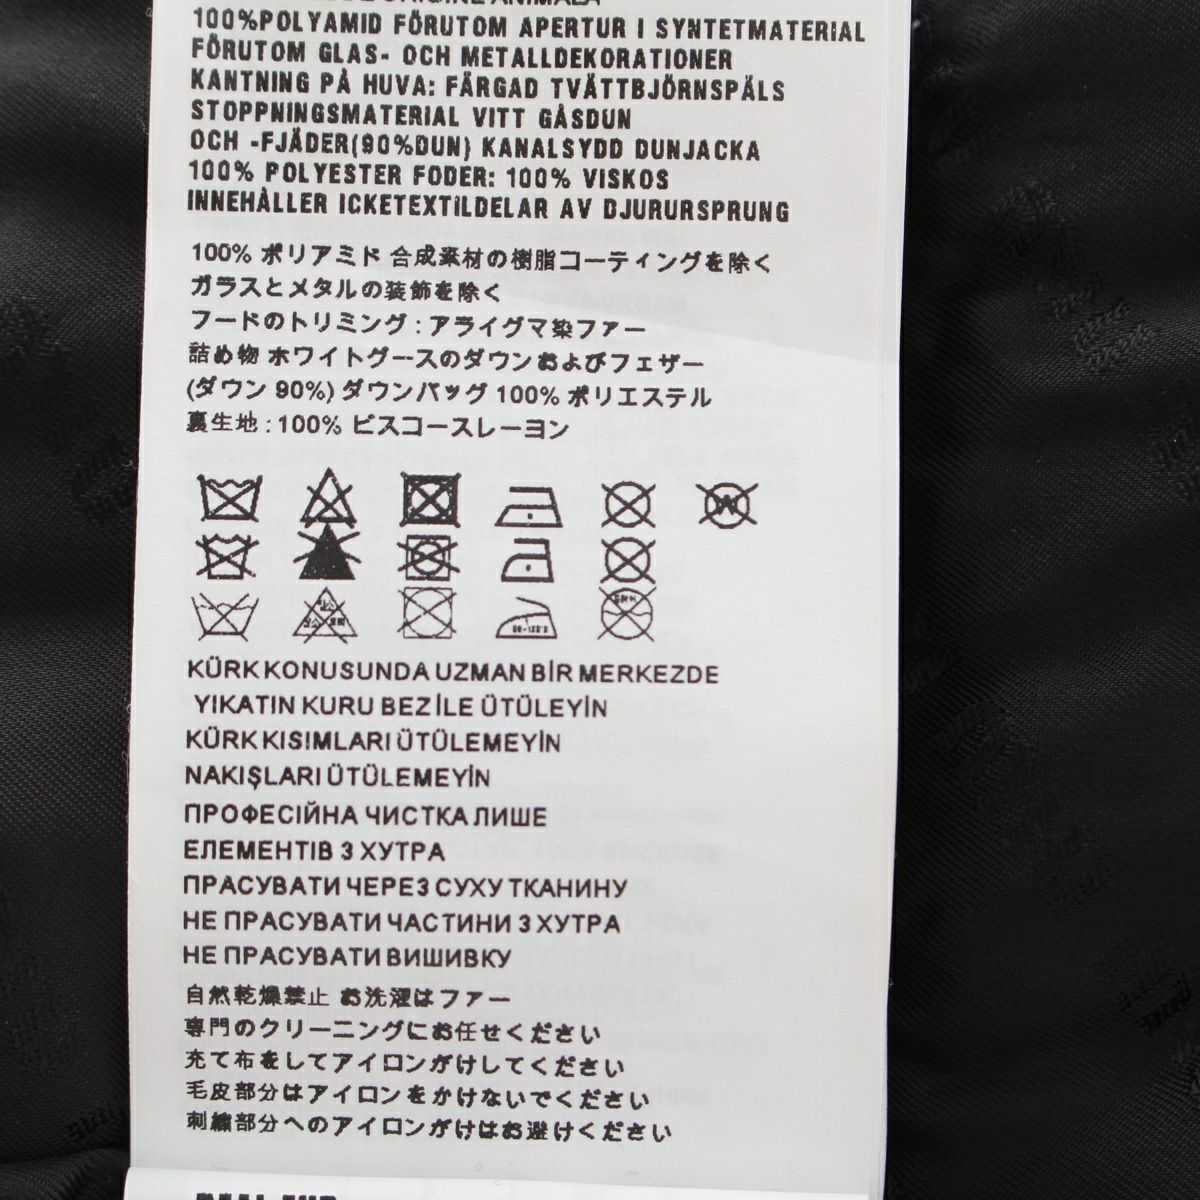 100%POLYAMID FÖRUTOM APERTUR I SYNTETMATERIAL
FÖRUTOM GLAS- OCH METALLDEKORATIONER
KANTNING PÅ HUVA: FÄRGAD TVÄTTBJÖRNSPÄLS
STOPPNINGSMATERIAL VITT GÅSDUN
OCH -FJÄDER(90%DUN) KANALSYDD DUNJACKA
100% POLYESTER FODER: 100% VISKOS
INNEHÅLLER ICKETEXTILDELAR AV DJURURSPRUNG
100% ポリアミド 合成素材の樹脂コーティングを除く
ガラスとメタルの装飾を除く
フードのトリミング : アライグマ染ファー
詰め物 ホワイトグースのダウンおよびフェザー
(ダウン 90%) ダウンバッグ 100% ポリエステル
裏生地 : 100% ビスコースレーヨン
W
KÜRK KONUSUNDA UZMAN BİR MERKEZDE
YIKATIN KURU BEZ İLE ÜTÜLEYİN
KÜRK KISIMLARI ÜTÜLEMEYİN
NAKIŞLARI ÜTÜLEMEYİN
ПРОФЕСІЙНА ЧИСТКА ЛИШЕ
ЕЛЕМЕНТІВ З ХУТРА
ПРАСУВАТИ ЧЕРЕЗ СУХУ ТКАНИНУ
НЕ ПРАСУВАТИ ЧАСТИНИ З ХУТРА
НЕ ПРАСУВАТИ ВИШИВКУ
自然乾燥禁止 お洗濯はファー
専門のクリーニングにお任せください
充て布をしてアイロンがけしてください
毛皮部分はアイロンをかけないでください
刺繍部分へのアイロンがけはお避けください